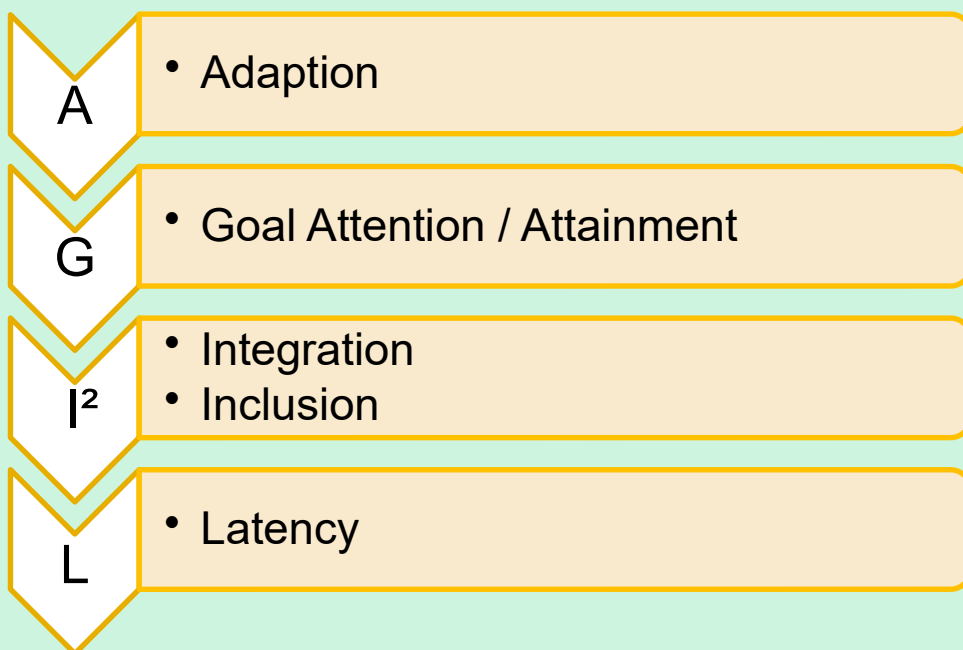 A
• Adaption
G
• Goal Attention / Attainment
I²
• Integration
• Inclusion
L
• Latency